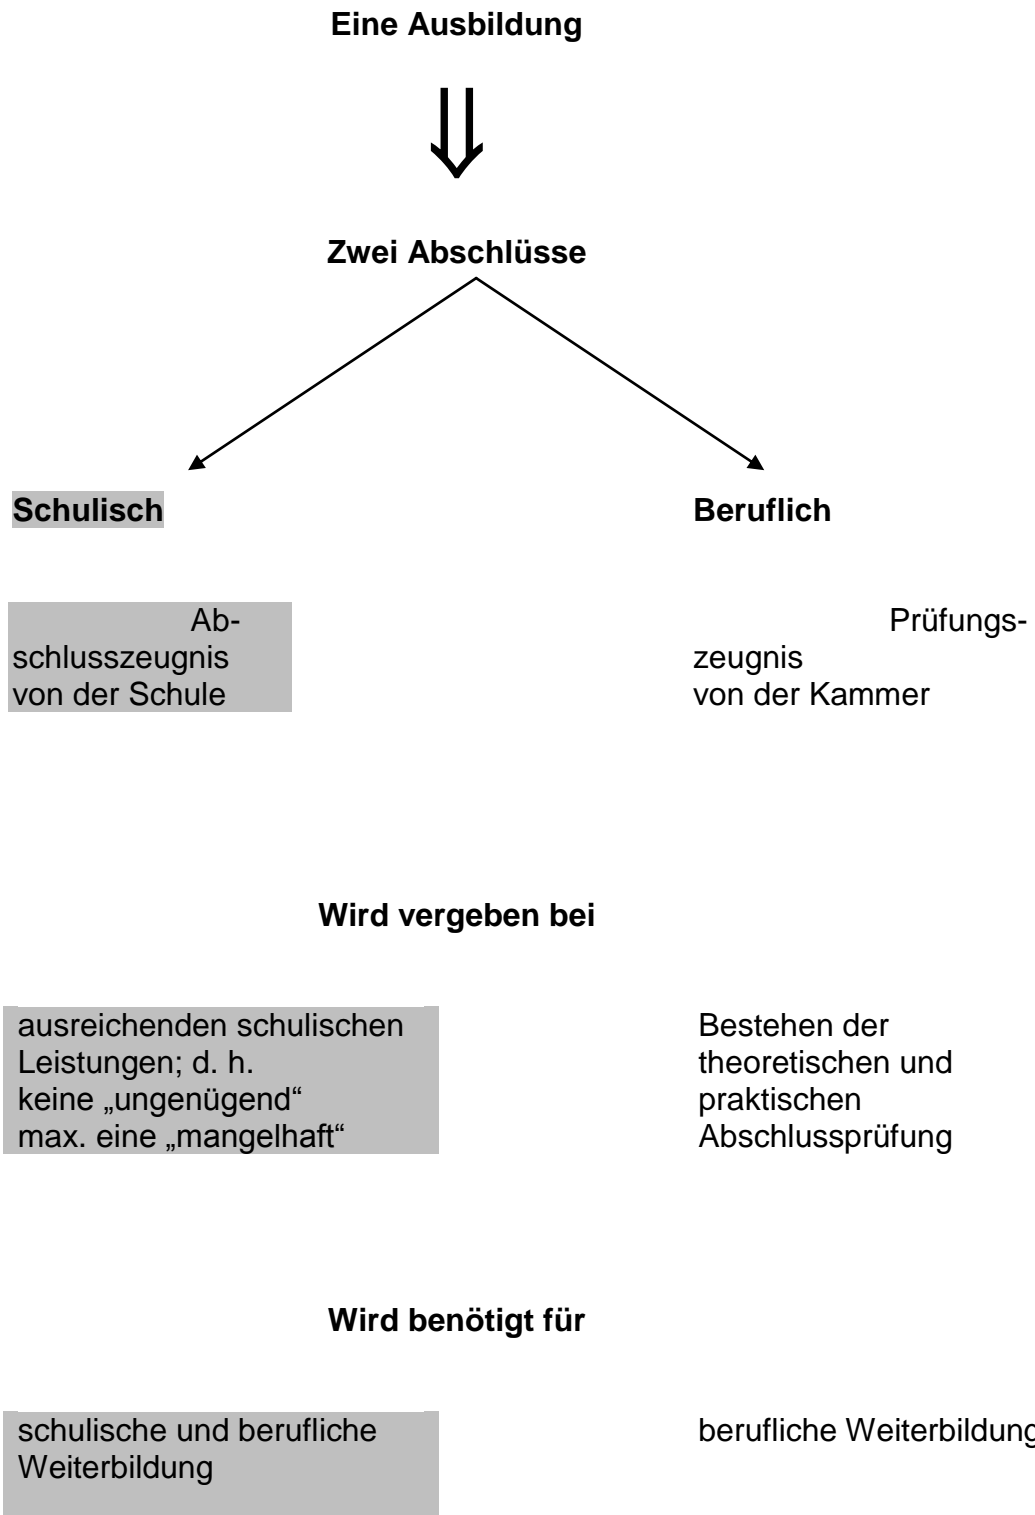 Eine Ausbildung
⇓
Zwei Abschlüsse
Schulisch
Beruflich
Ab-
schlusszeugnis
von der Schule
Prüfungs-
zeugnis
von der Kammer
Wird vergeben bei
ausreichenden schulischen
Leistungen; d. h.
keine „ungenügend“
max. eine „mangelhaft“
Bestehen der
theoretischen und
praktischen
Abschlussprüfung
Wird benötigt für
schulische und berufliche
Weiterbildung
berufliche Weiterbildung